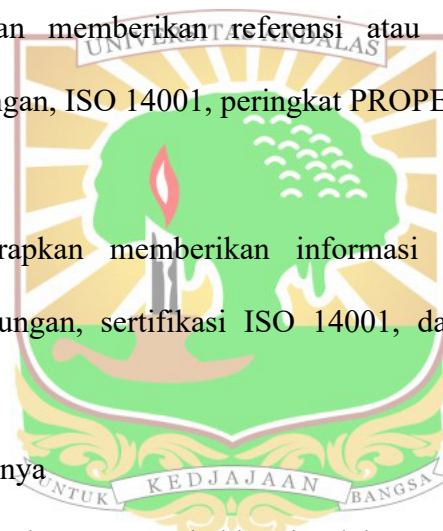 an memberikan referensi atau
UNIVERSITAS ANDALAS
ngan, ISO 14001, peringkat PROPE
rapkan memberikan informasi
ungan, sertifikasi ISO 14001, da
nya
UNTUK KEDJAJAAN BANGSA